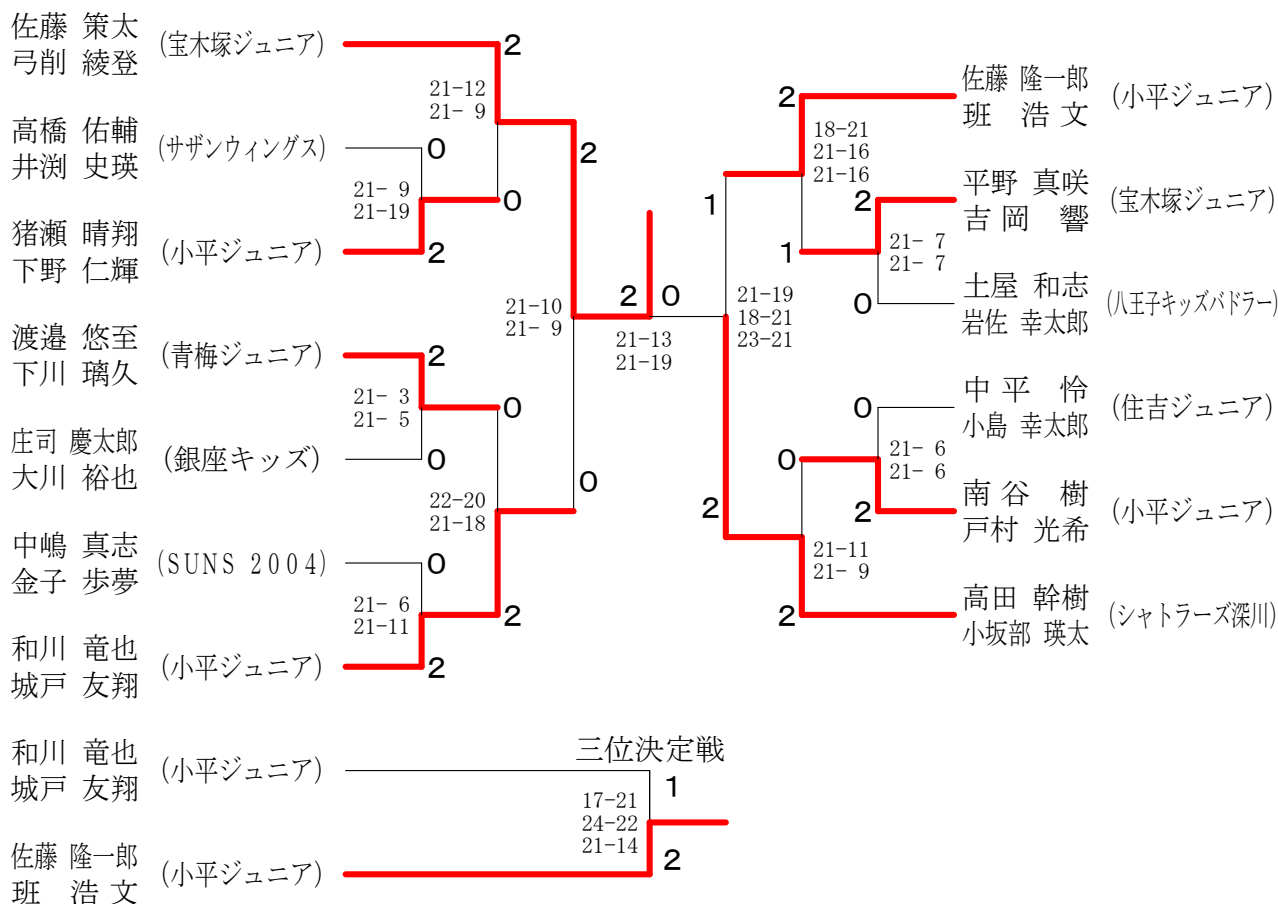 佐藤 策太
弓削 綾登
(宝木塚ジュニア)
2
21-12
21- 9
高橋 佑輔
井渕 史瑛
(サザンウィングス)
0
21- 9
21-19
0
猪瀬 晴翔
下野 仁輝
(小平ジュニア)
2
2
21-10
21- 9
渡邉 悠至
下川 璃久
(青梅ジュニア)
2
21- 3
21- 5
0
庄司 慶太郎
大川 裕也
(銀座キッズ)
0
22-20
21-18
0
中嶋 真志
金子 歩夢
(SUNS 2004)
0
21- 6
21-11
2
和川 竜也
城戸 友翔
(小平ジュニア)
2
2
0
21-13
21-19
佐藤 隆一郎
班 浩文
(小平ジュニア)
2
18-21
21-16
21-16
1
平野 真咲
吉岡 響
(宝木塚ジュニア)
2
1
21- 7
21- 7
土屋 和志
岩佐 幸太郎
(八王子キッズバドラー)
0
21-19
18-21
23-21
中平 怜
小島 幸太郎
(住吉ジュニア)
0
21- 6
21- 6
0
南谷 樹
戸村 光希
(小平ジュニア)
2
2
21-11
21- 9
高田 幹樹
小坂部 瑛太
(シャトラーズ深川)
2
三位決定戦
和川 竜也
城戸 友翔
(小平ジュニア)
1
17-21
24-22
21-14
佐藤 隆一郎
班 浩文
(小平ジュニア)
2